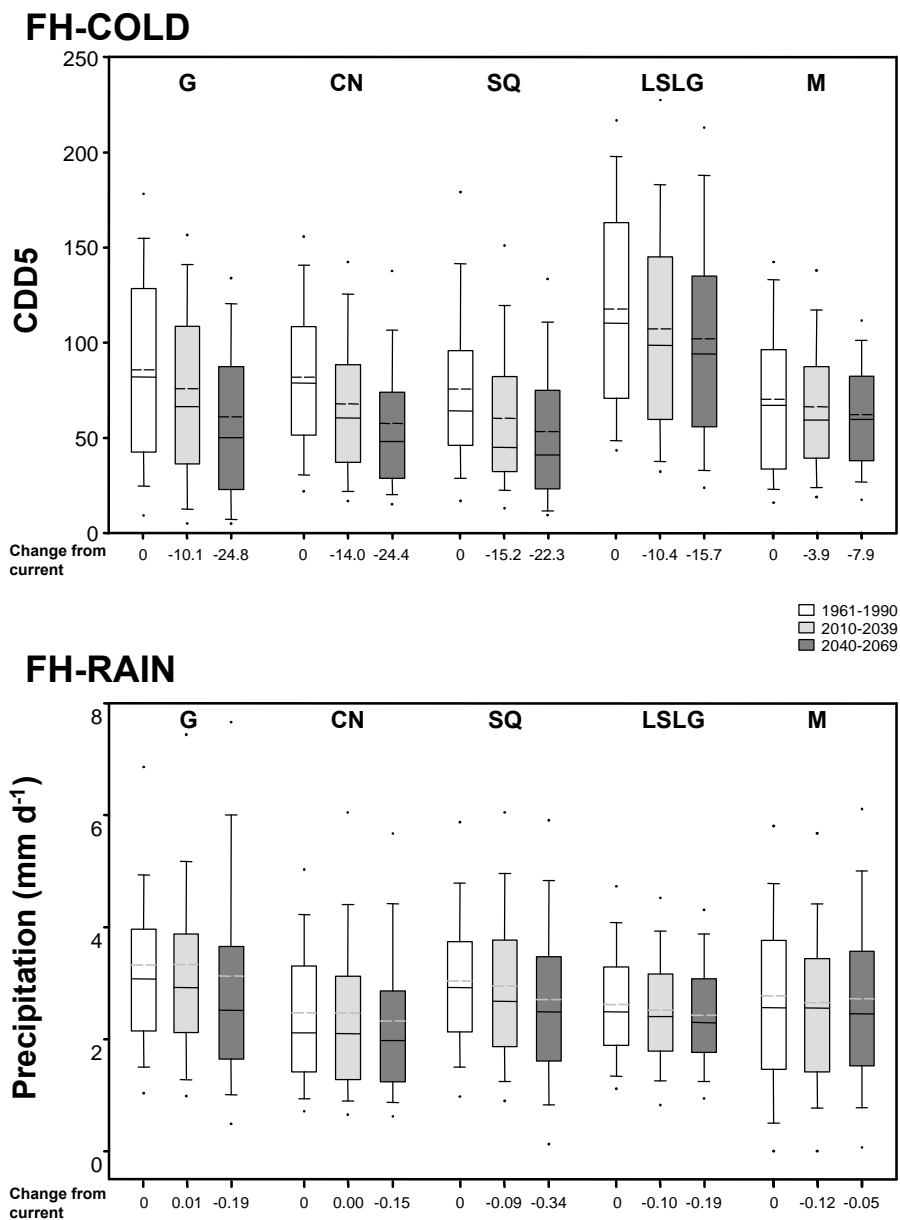 FH-COLD
G CN SQ LSLG M
250
200
150
100
50
0
CDD5
Change from current
0 -10.1 -24.8 0 -14.0 -24.4 0 -15.2 -22.3 0 -10.4 -15.7 0 -3.9 -7.9
1961-1990
2010-2039
2040-2069
FH-RAIN
G CN SQ LSLG M
8
6
4
2
0
Precipitation (mm d⁻¹)
Change from current
0 0.01 -0.19 0 0.00 -0.15 0 -0.09 -0.34 0 -0.10 -0.19 0 -0.12 -0.05